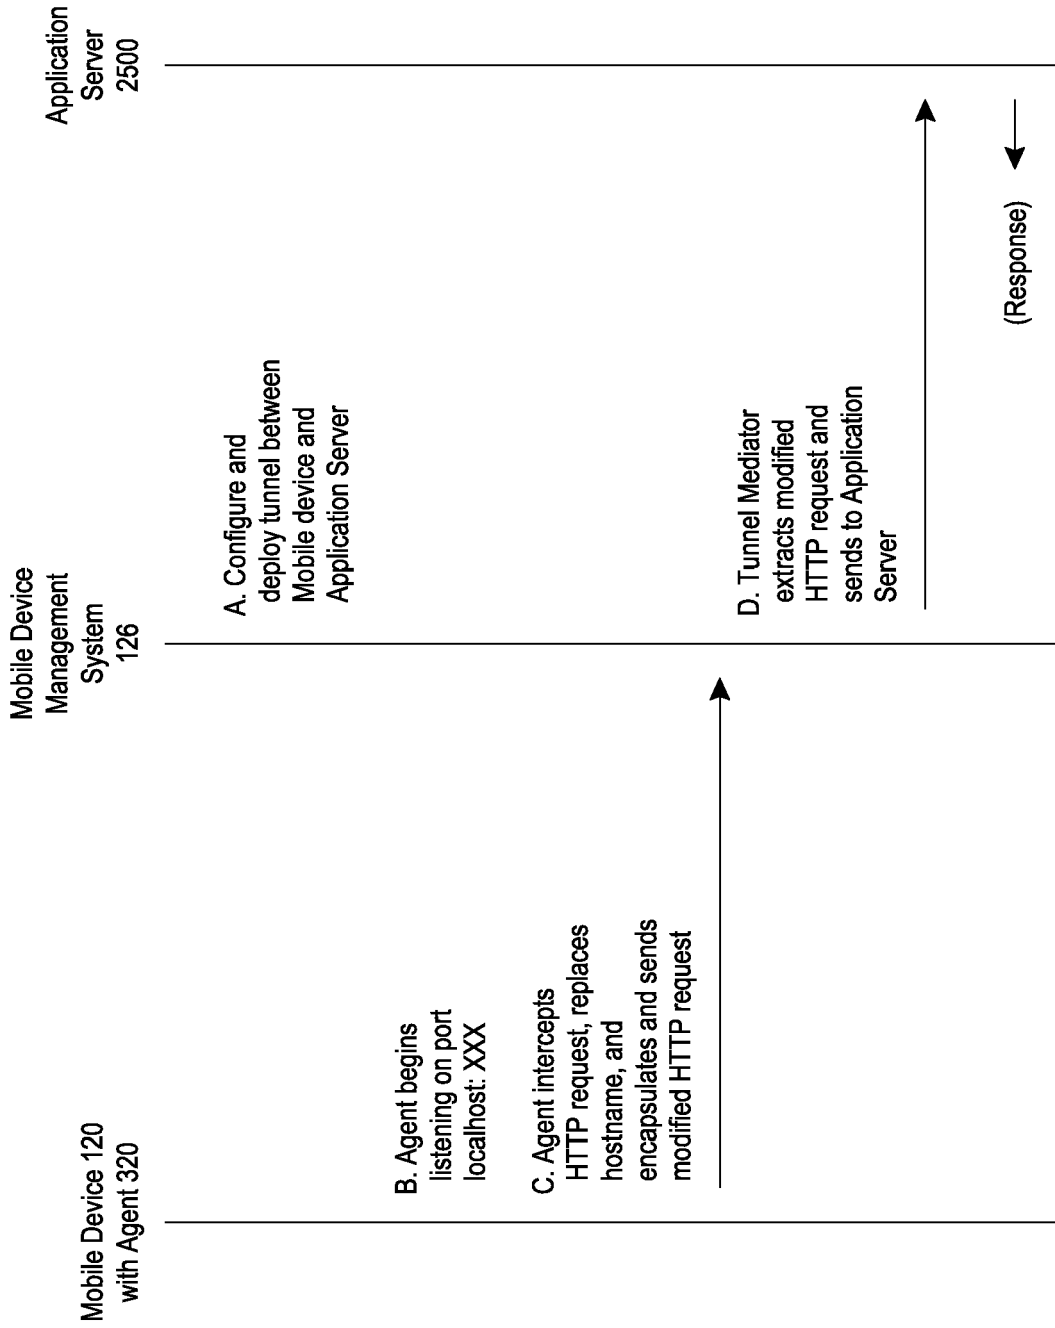 Mobile Device 120
with Agent 320
Mobile Device
Management
System
126
Application
Server
2500
A. Configure and
deploy tunnel between
Mobile device and
Application Server
B. Agent begins
listening on port
localhost: XXX
C. Agent intercepts
HTTP request, replaces
hostname, and
encapsulates and sends
modified HTTP request
D. Tunnel Mediator
extracts modified
HTTP request and
sends to Application
Server
(Response)